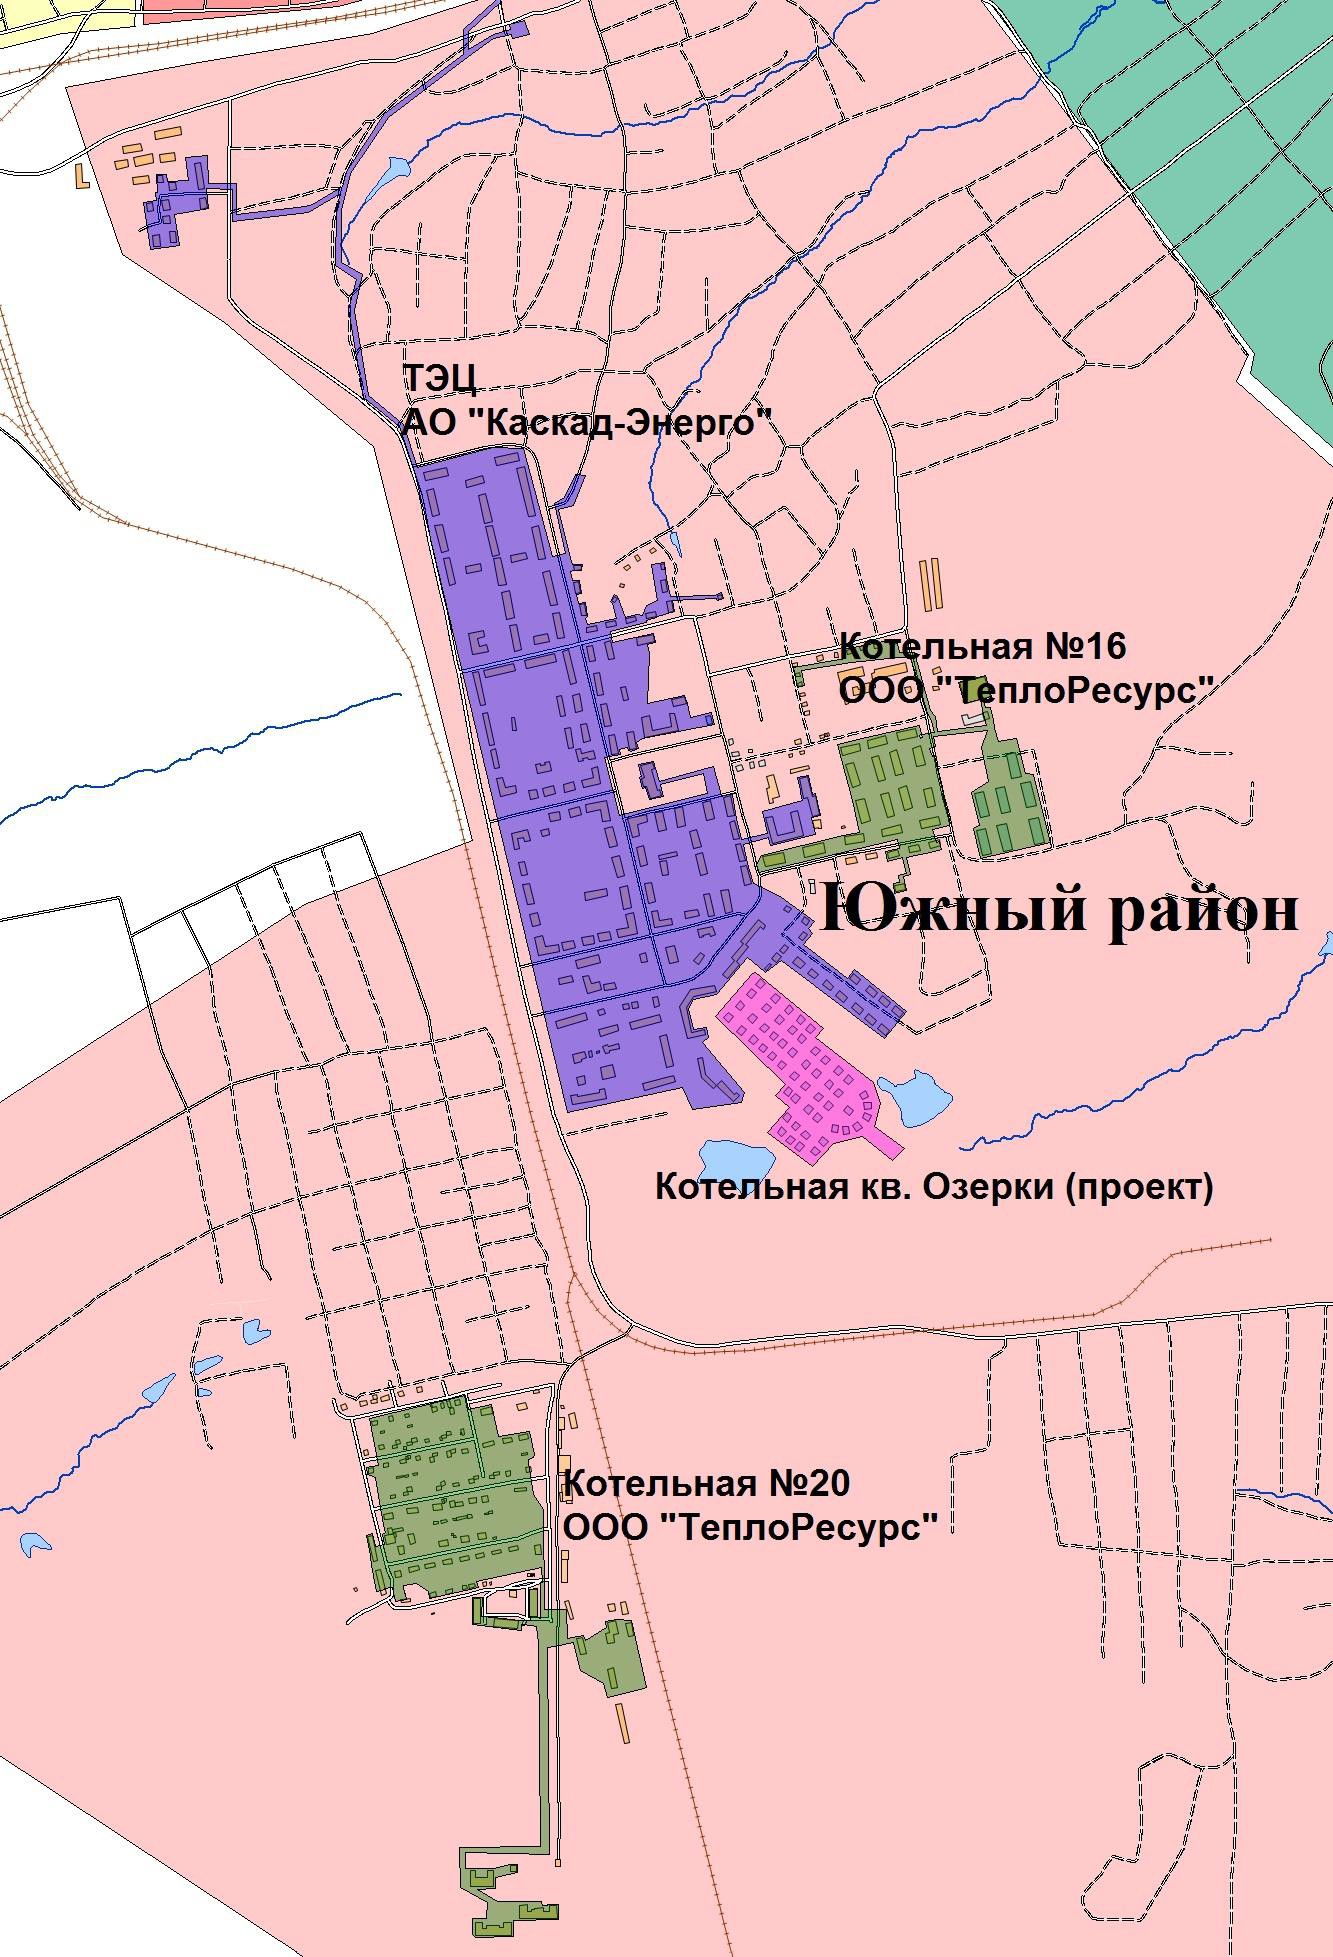 ТЭЦ
АО "Каскад-Энерго"
Котельная №16
ООО "ТеплоРесурс"
Южный район
Котельная кв. Озерки (проект)
Котельная №20
ООО "ТеплоРесурс"